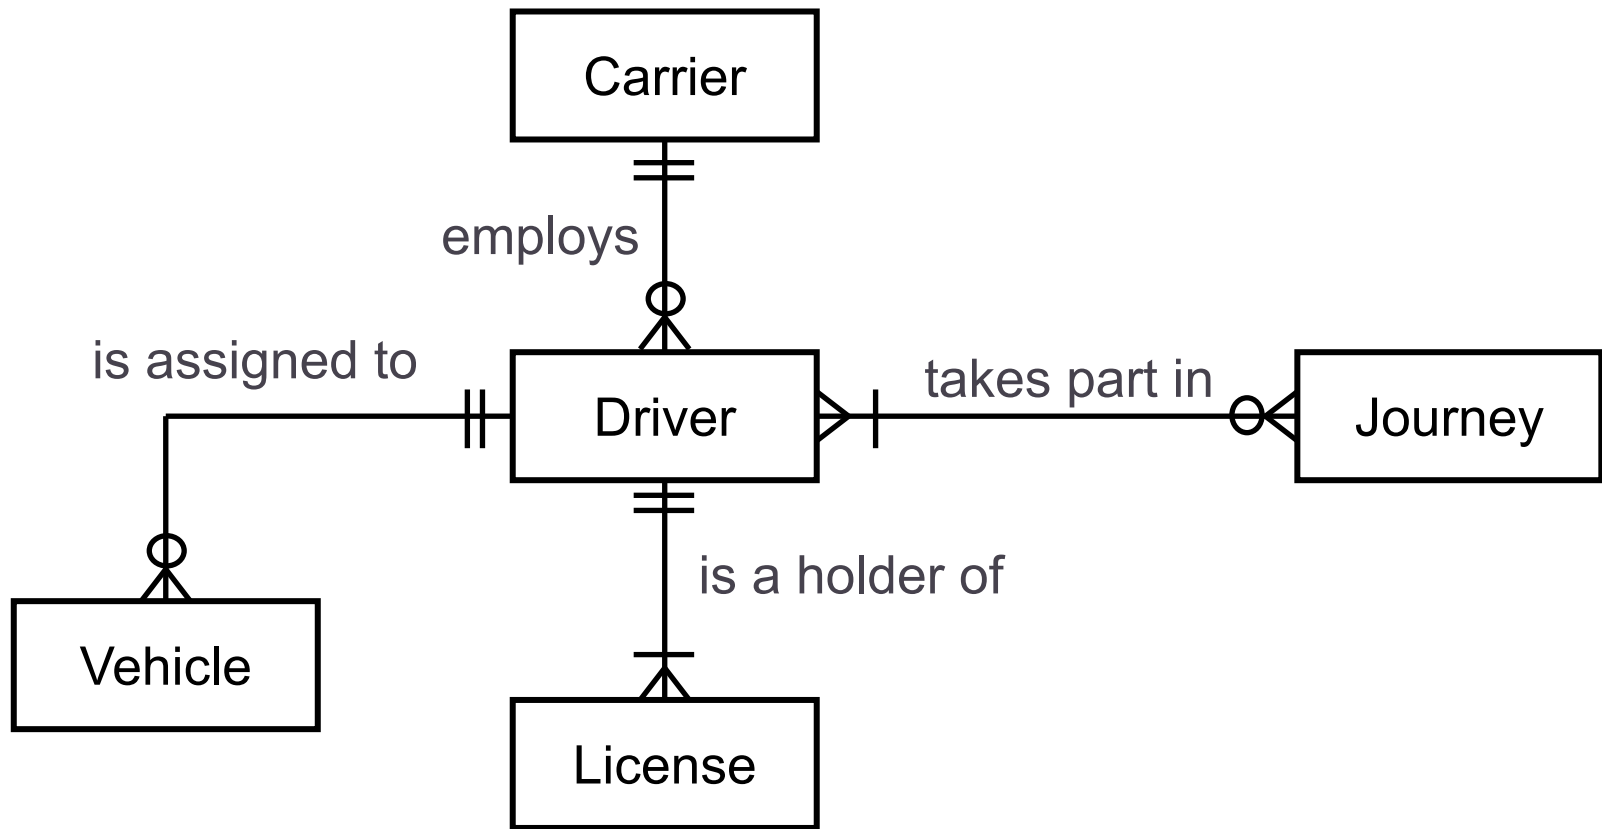 Carrier
employs
is assigned to
Driver
takes part in
Journey
is a holder of
Vehicle
License